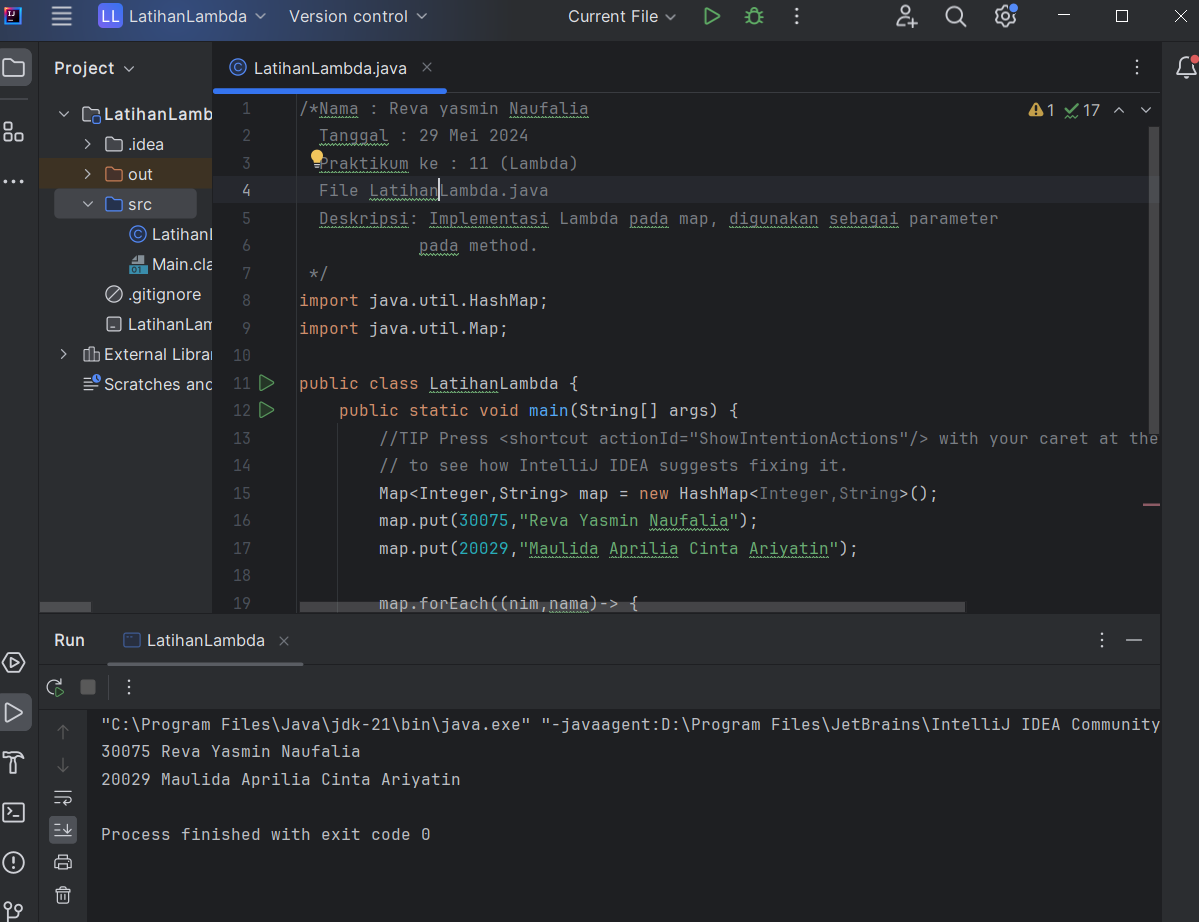 LL LatihanLambda Version control Current File
Project
LatihanLambda.java
LatihanLamb
.idea
out
src
Latihanl
Main.cla
.gitignore
LatihanLam
External Librar
Scratches and
1 17
1 /*Nama : Reva yasmin Naufalia
2 Tanggal : 29 Mei 2024
3 Praktikum ke : 11 (Lambda)
4 File LatihanLambda.java
5 Deskripsi: Implementasi Lambda pada map, digunakan sebagai parameter
6 pada method.
7 */
8 import java.util.HashMap;
9 import java.util.Map;
10
11 public class LatihanLambda {
12 public static void main(String[] args) {
13 //TIP Press <shortcut actionId="ShowIntentionActions"/> with your caret at the
14 // to see how IntelliJ IDEA suggests fixing it.
15 Map<Integer,String> map = new HashMap<Integer,String>();
16 map.put(30075,"Reva Yasmin Naufalia");
17 map.put(20029,"Maulida Aprilia Cinta Ariyatin");
18
19 map.forEach((nim,nama)-> {
Run LatihanLambda
"C:\Program Files\Java\jdk-21\bin\java.exe" "-javaagent:D:\Program Files\JetBrains\IntelliJ IDEA Community
30075 Reva Yasmin Naufalia
20029 Maulida Aprilia Cinta Ariyatin
Process finished with exit code 0